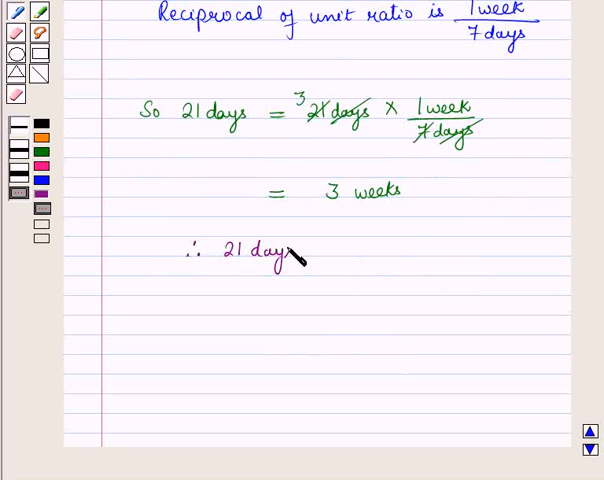 Reciprocal of unit ratio is 1 week / 7 days
So 21 days = 3 21 days × 1 week / 7 days
= 3 weeks
∴ 21 days